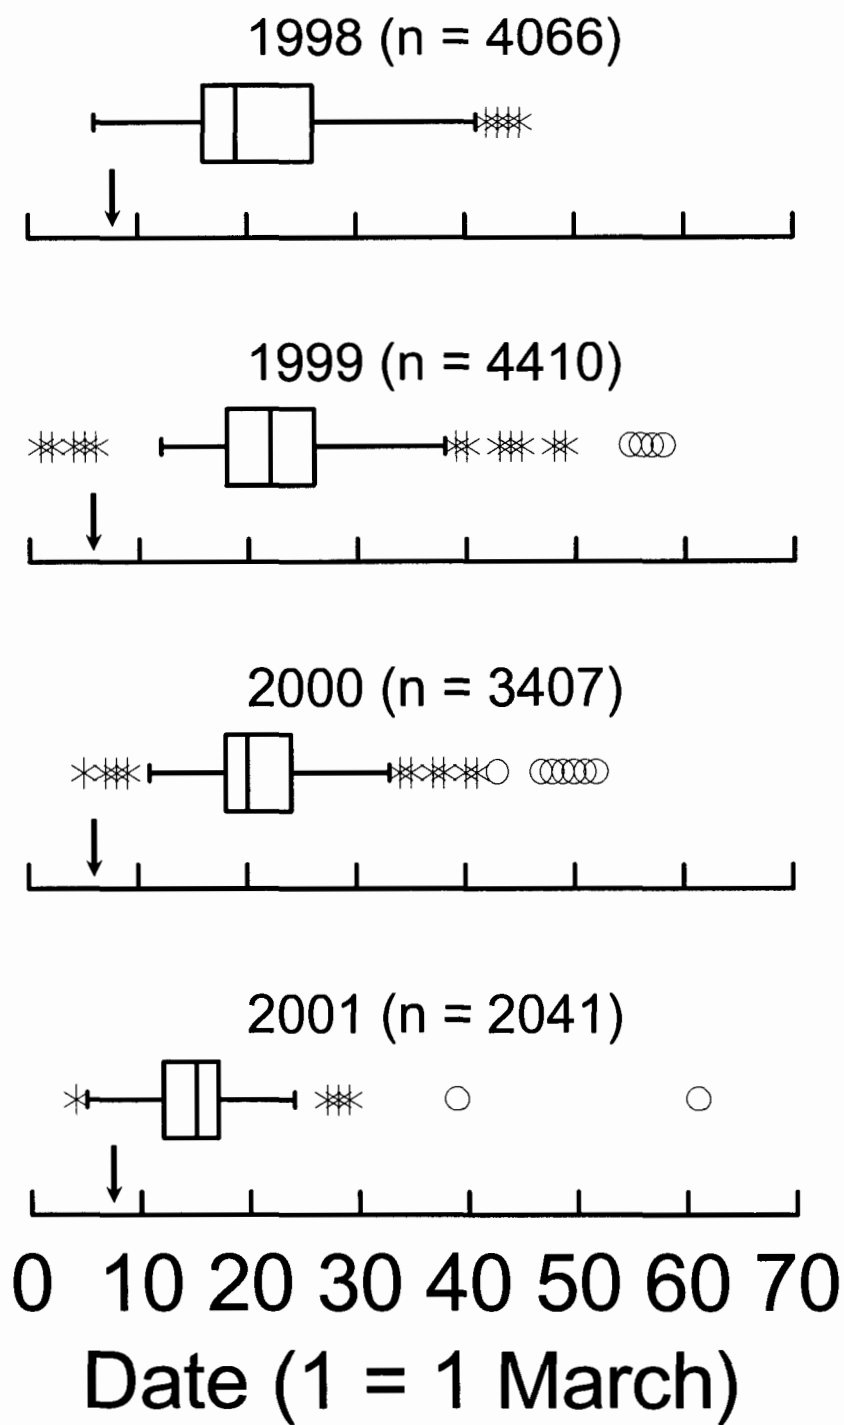 1998 (n = 4066)
1999 (n = 4410)
2000 (n = 3407)
2001 (n = 2041)
0 10 20 30 40 50 60 70
Date (1 = 1 March)